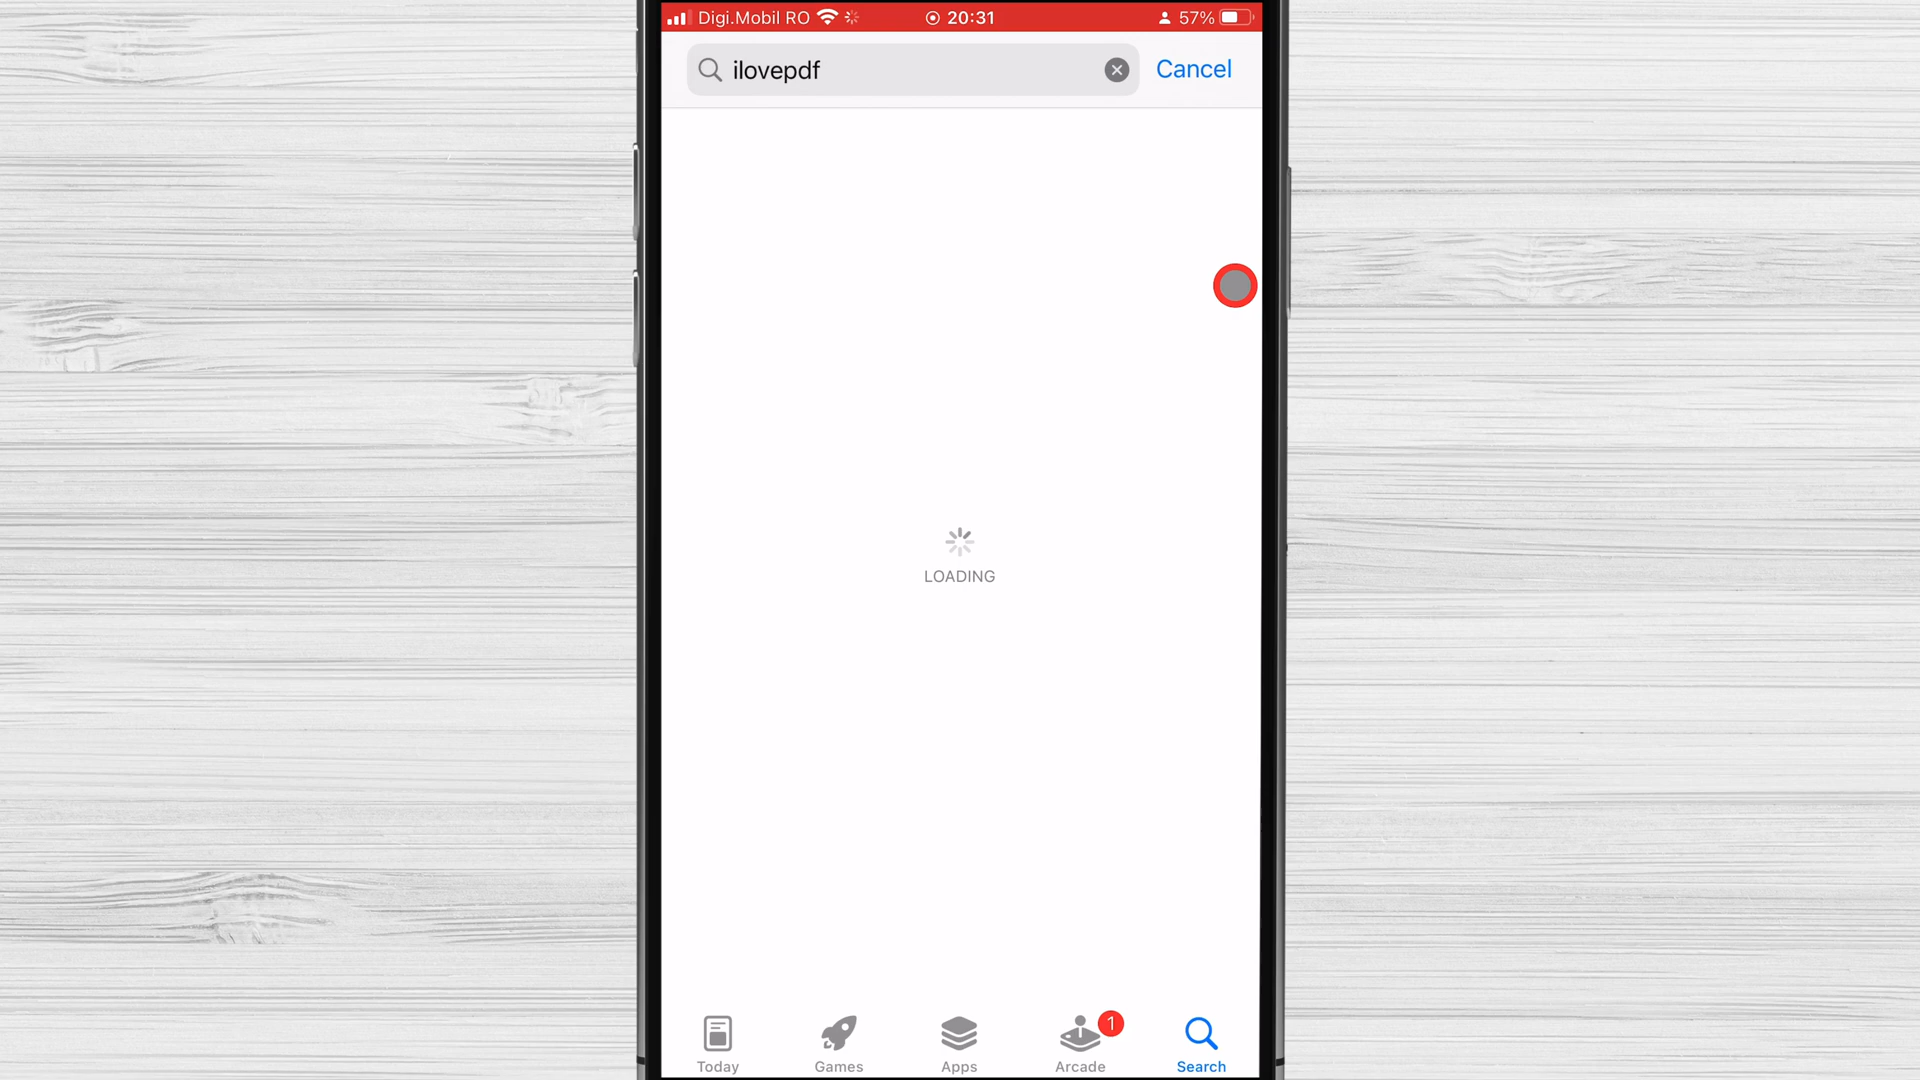 Digi.Mobil RO 20:31 57%
ilovepdf Cancel
LOADING
1
Today Games Apps Arcade Search